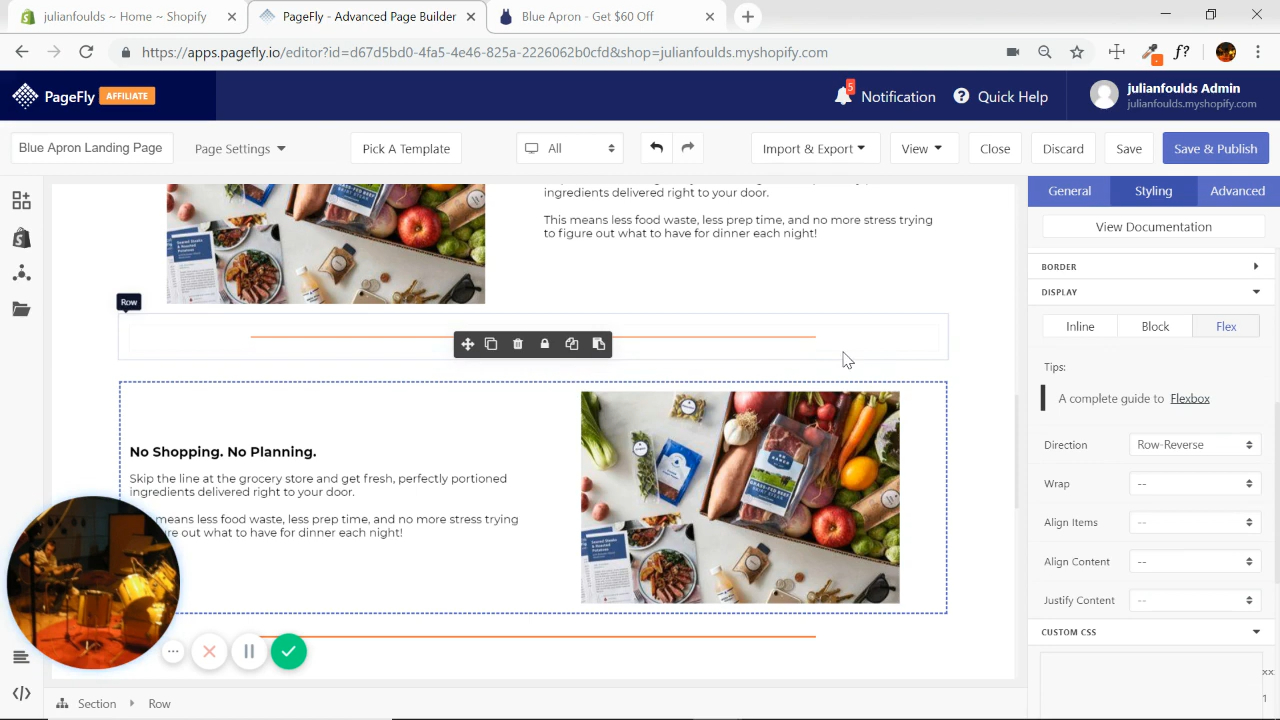 julianfoulds ~ Home ~ Shopify
PageFly - Advanced Page Builder
Blue Apron - Get $60 Off
https://apps.pagefly.io/editor?id=d67d5bd0-4fa5-4e46-825a-2226062b0cfd&shop=julianfoulds.myshopify.com
f?
PageFly AFFILIATE
5
Notification
Quick Help
julianfoulds Admin
julianfoulds.myshopify.com
Blue Apron Landing Page
Page Settings
Pick A Template
All
Import & Export
View
Close
Discard
Save
Save & Publish
General
Styling
Advanced
View Documentation
BORDER
DISPLAY
Inline
Block
Flex
Tips:
A complete guide to Flexbox
Direction
Row-Reverse
Wrap
--
Align Items
--
Align Content
--
Justify Content
--
CUSTOM CSS
ingredients delivered right to your door.
This means less food waste, less prep time, and no more stress trying
to figure out what to have for dinner each night!
Row
No Shopping. No Planning.
Skip the line at the grocery store and get fresh, perfectly portioned
ingredients delivered right to your door.
means less food waste, less prep time, and no more stress trying
out what to have for dinner each night!
Section
Row